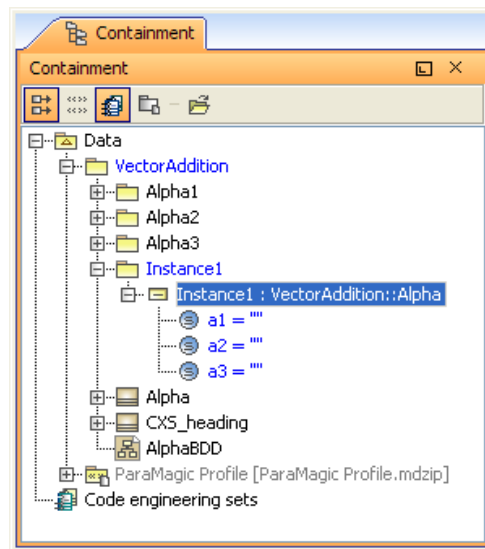 Containment
Containment
Data
VectorAddition
Alpha1
Alpha2
Alpha3
Instance1
Instance1 : VectorAddition::Alpha
a1 = ""
a2 = ""
a3 = ""
Alpha
CXS_heading
AlphaBDD
ParaMagic Profile [ParaMagic Profile.mdzip]
Code engineering sets